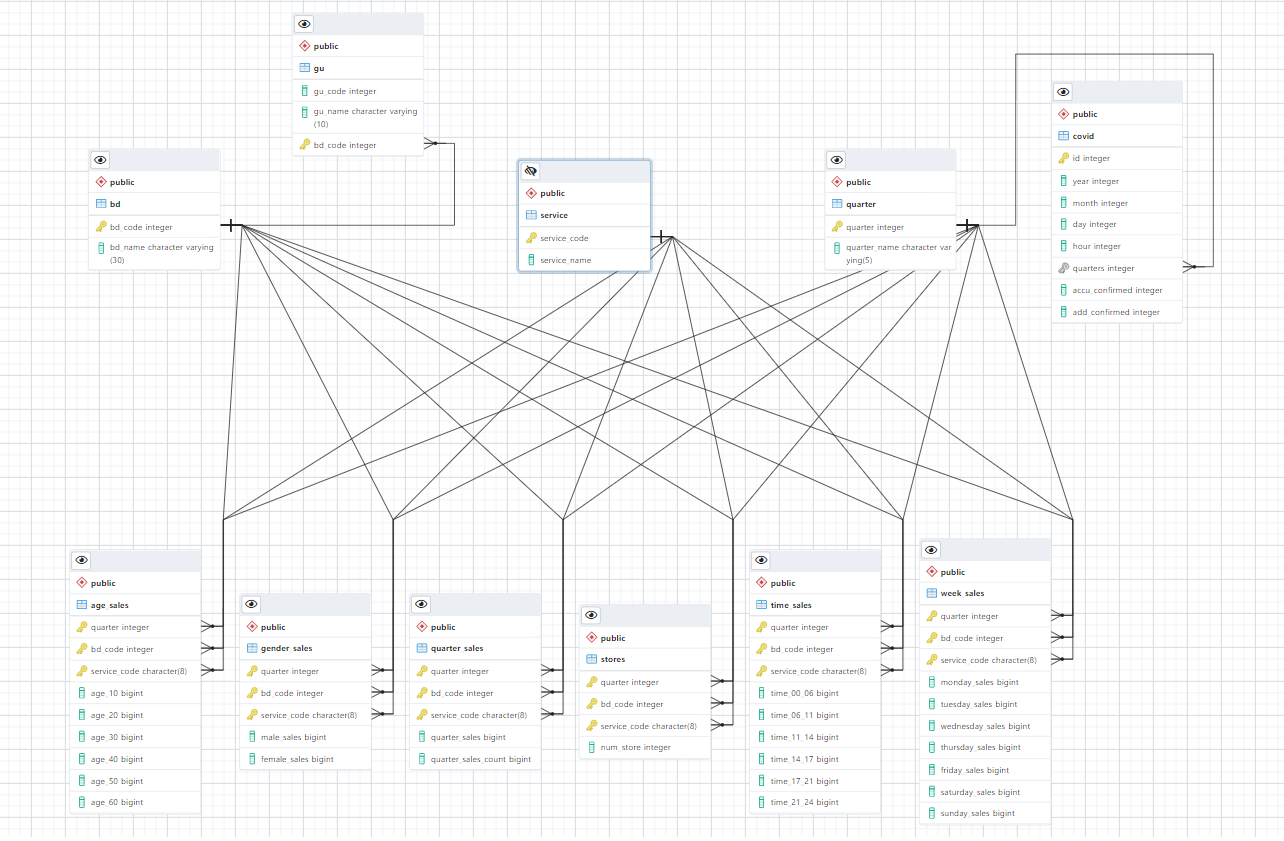 public
gu
gu_code integer
gu_name character varying
(10)
bd_code integer
public
bd
bd_code integer
bd_name character varying
(30)
public
service
service_code
service_name
public
quarter
quarter integer
quarter_name character var
ying(5)
public
covid
id integer
year integer
month integer
day integer
hour integer
quarters integer
accu_confirmed integer
add_confirmed integer
public
age_sales
quarter integer
bd_code integer
service_code character(8)
age_10 bigint
age_20 bigint
age_30 bigint
age_40 bigint
age_50 bigint
age_60 bigint
public
gender_sales
quarter integer
bd_code integer
service_code character(8)
male_sales bigint
female_sales bigint
public
quarter_sales
quarter integer
bd_code integer
service_code character(8)
quarter_sales bigint
quarter_sales_count bigint
public
stores
quarter integer
bd_code integer
service_code character(8)
num_store integer
public
time_sales
quarter integer
bd_code integer
service_code character(8)
time_00_06 bigint
time_06_11 bigint
time_11_14 bigint
time_14_17 bigint
time_17_21 bigint
time_21_24 bigint
public
week_sales
quarter integer
bd_code integer
service_code character(8)
monday_sales bigint
tuesday_sales bigint
wednesday_sales bigint
thursday_sales bigint
friday_sales bigint
saturday_sales bigint
sunday_sales bigint